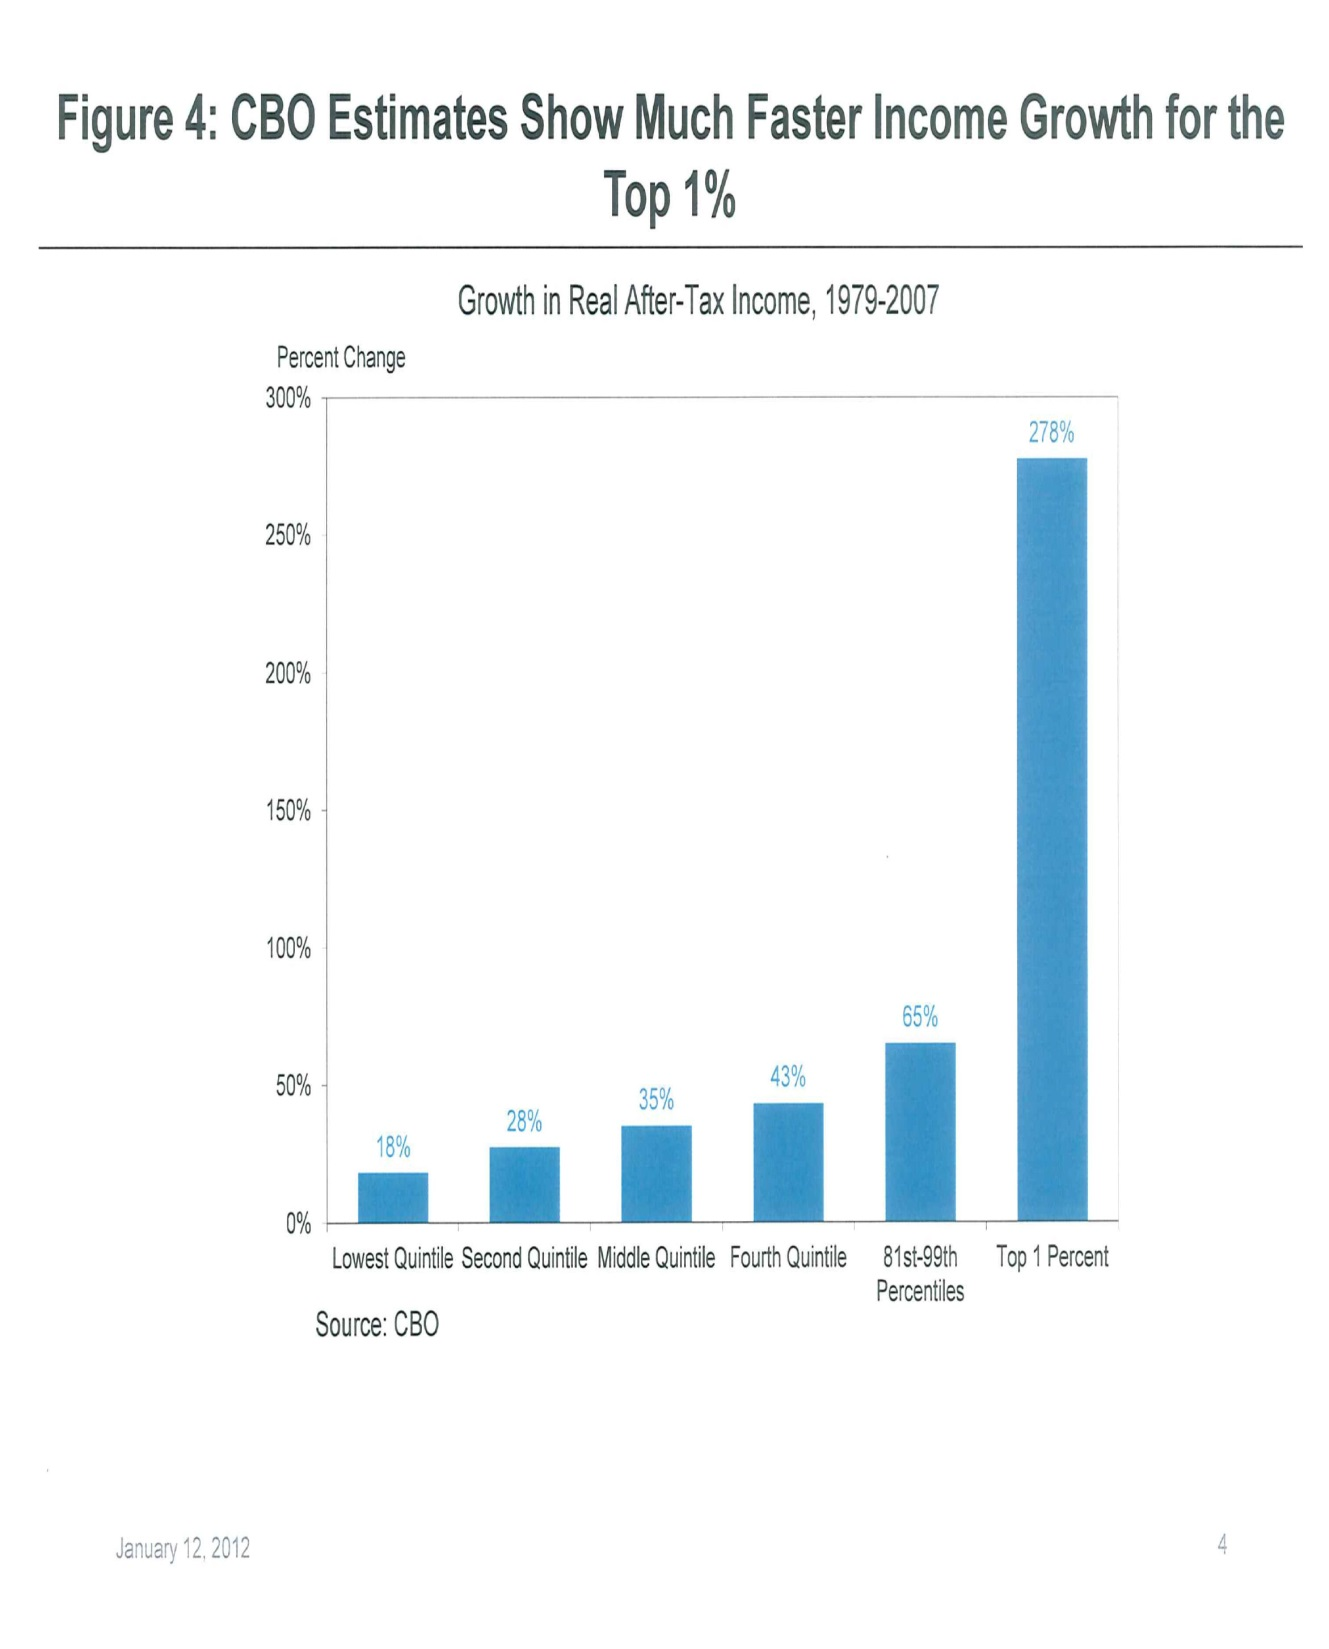 Figure 4: CBO Estimates Show Much Faster Income Growth for the
Top 1%
Growth in Real After-Tax Income, 1979-2007
Percent Change
300%
250%
200%
150%
100%
50%
0%
18%
28%
35%
43%
65%
278%
Lowest Quintile Second Quintile Middle Quintile Fourth Quintile 81st-99th Top 1 Percent
Percentiles
Source: CBO
January 12, 2012
4